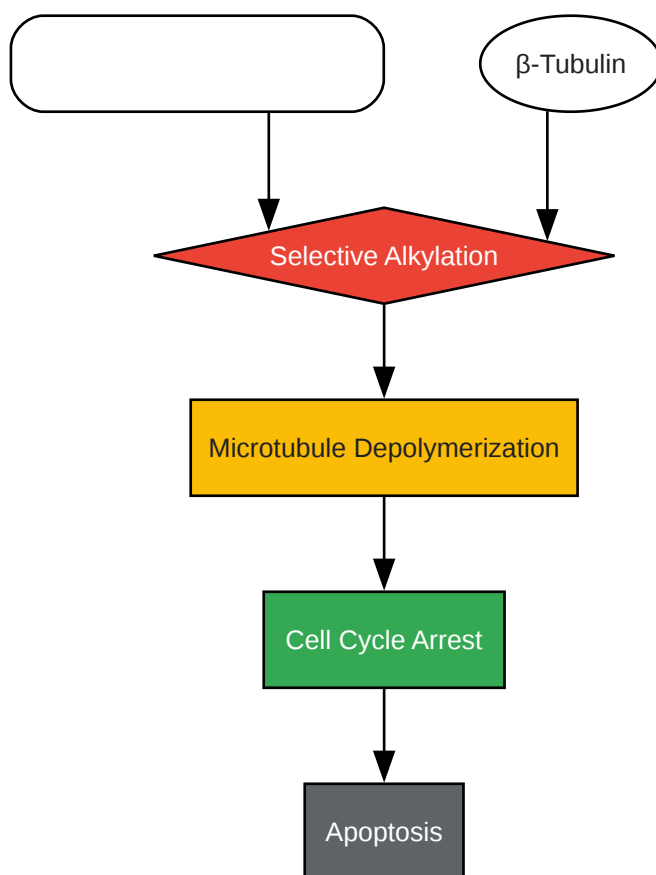 β-Tubulin
Selective Alkylation
Microtubule Depolymerization
Cell Cycle Arrest
Apoptosis